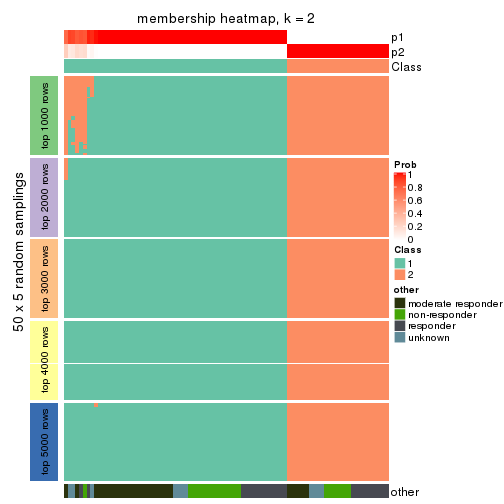 membership heatmap, k = 2
p1
p2
Class
50 x 5 random samplings
top 1000 rows
top 2000 rows
top 3000 rows
top 4000 rows
top 5000 rows
Prob
1
0.8
0.6
0.4
0.2
0
Class
1
2
other
moderate responder
non-responder
responder
unknown
other